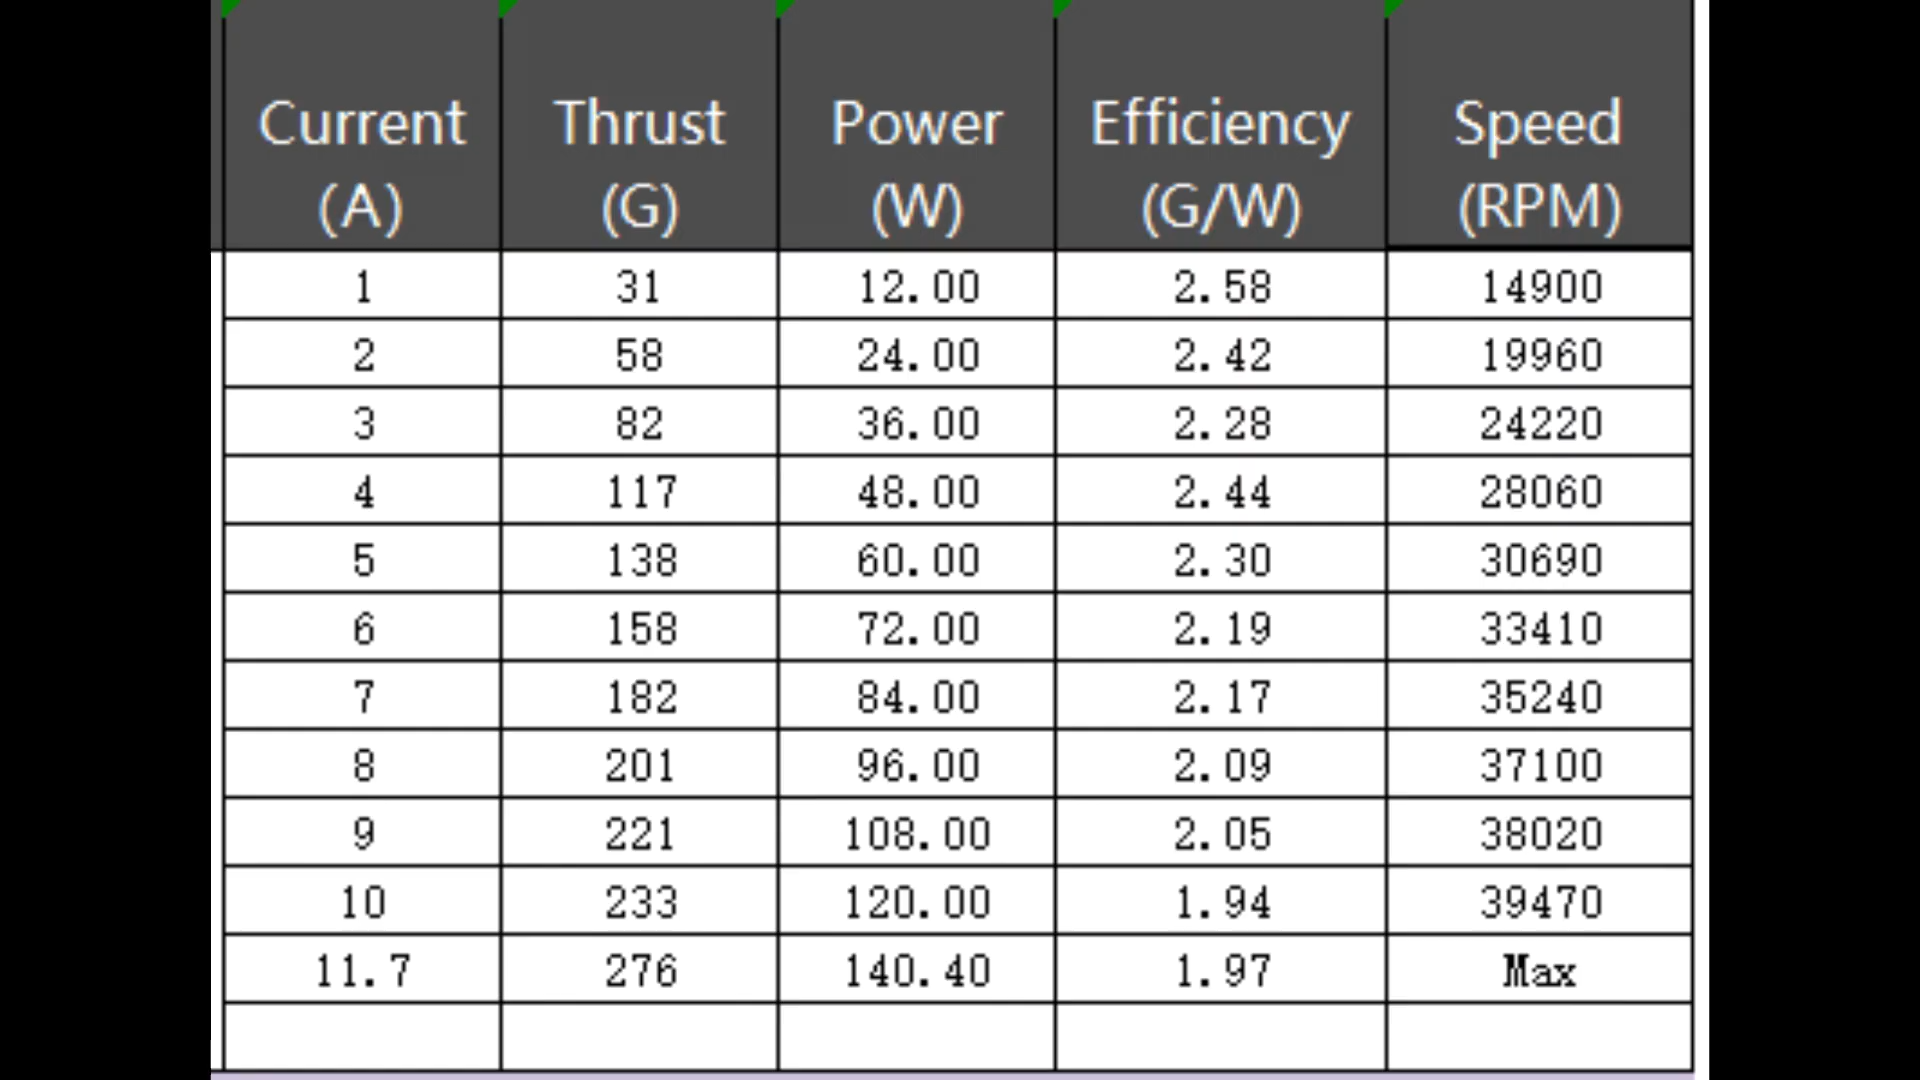 Current (A) Thrust (G) Power (W) Efficiency (G/W) Speed (RPM)
1 31 12.00 2.58 14900
2 58 24.00 2.42 19960
3 82 36.00 2.28 24220
4 117 48.00 2.44 28060
5 138 60.00 2.30 30690
6 158 72.00 2.19 33410
7 182 84.00 2.17 35240
8 201 96.00 2.09 37100
9 221 108.00 2.05 38020
10 233 120.00 1.94 39470
11.7 276 140.40 1.97 Max